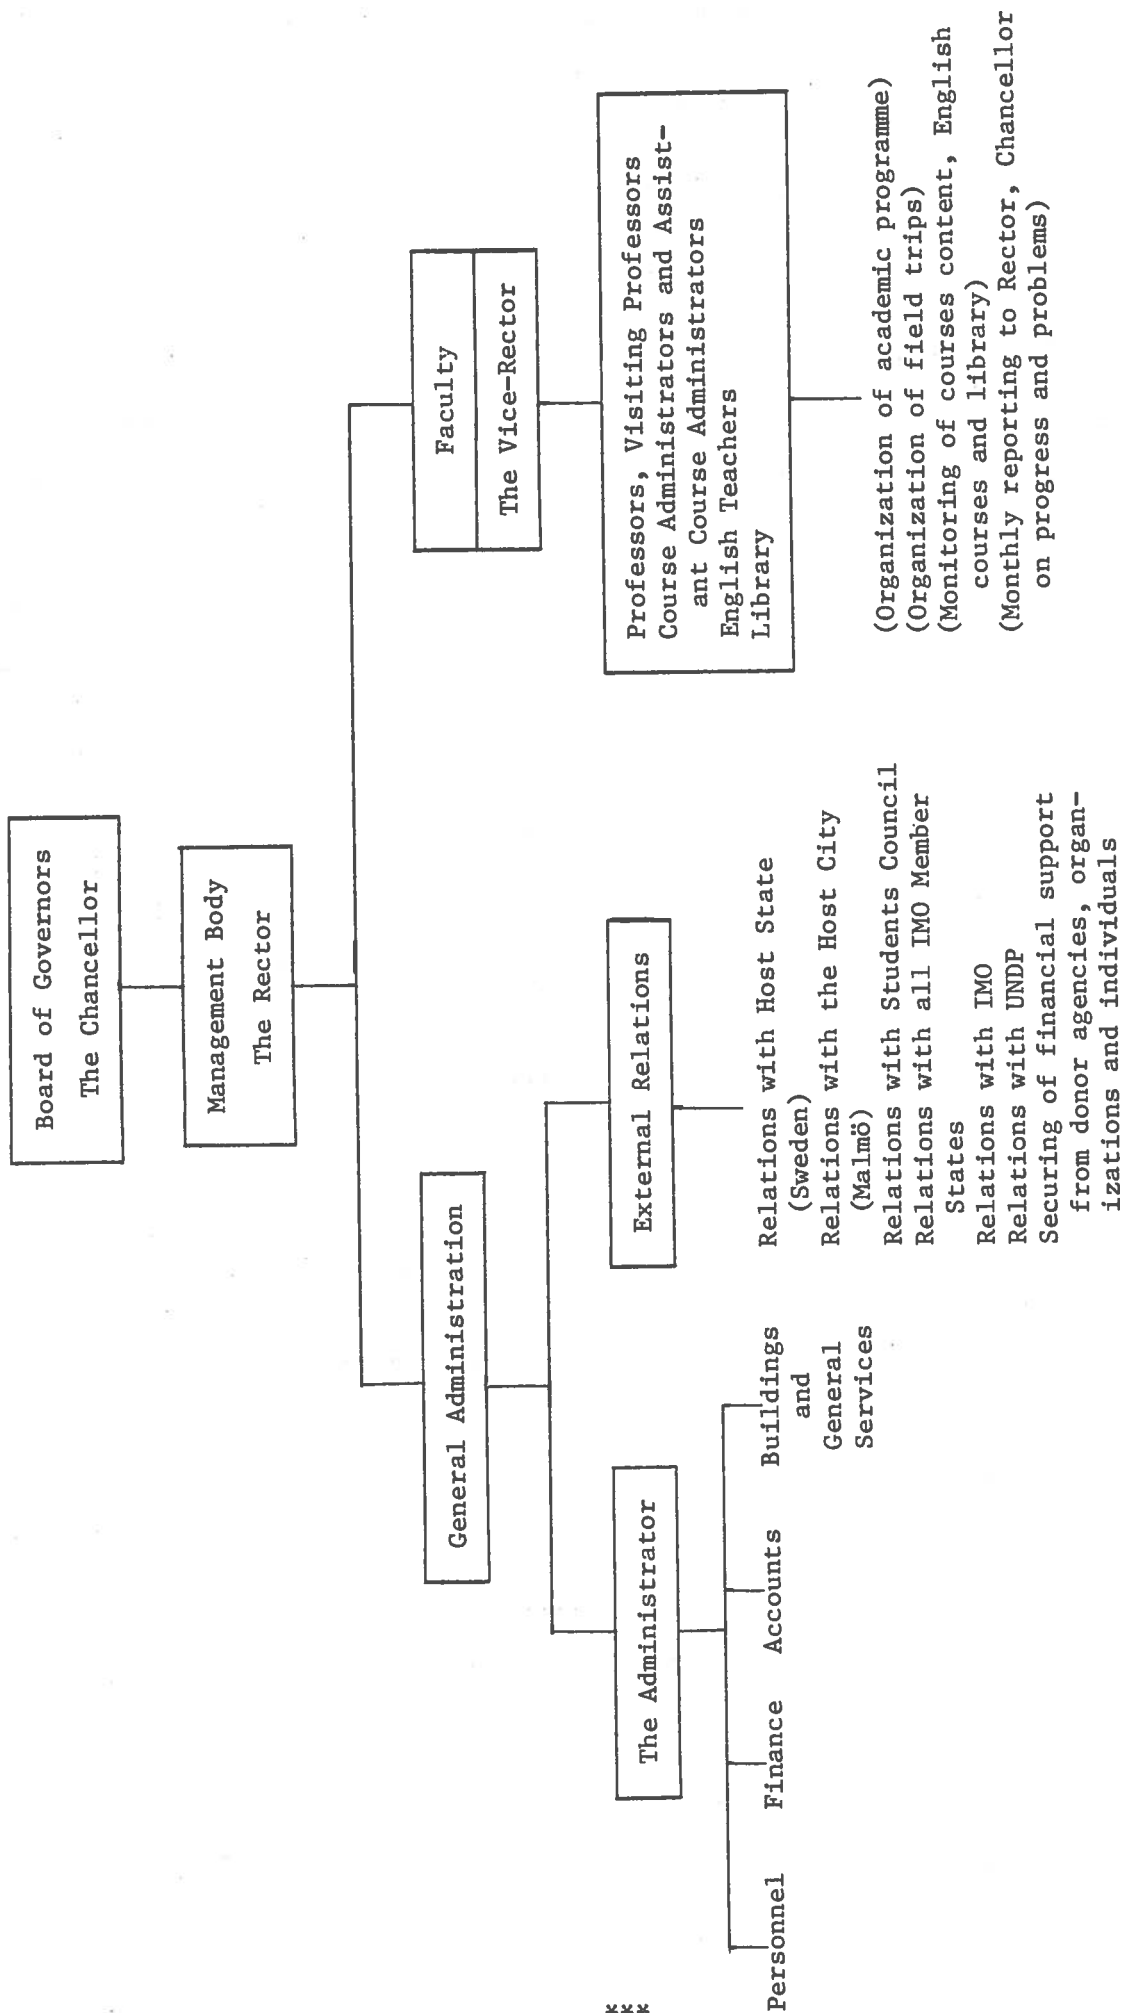 Board of Governors
The Chancellor
Management Body
The Rector
General Administration
Faculty
The Vice-Rector
The Administrator
External Relations
Professors, Visiting Professors
Course Administrators and Assist-
ant Course Administrators
English Teachers
Library
Personnel
Finance
Accounts
Buildings
and
General
Services
Relations with Host State
(Sweden)
Relations with the Host City
(Malmö)
Relations with Students Council
Relations with all IMO Member
States
Relations with IMO
Relations with UNDP
Securing of financial support
from donor agencies, organ-
izations and individuals
(Organization of academic programme)
(Organization of field trips)
(Monitoring of courses content, English
courses and library)
(Monthly reporting to Rector, Chancellor
on progress and problems)
***